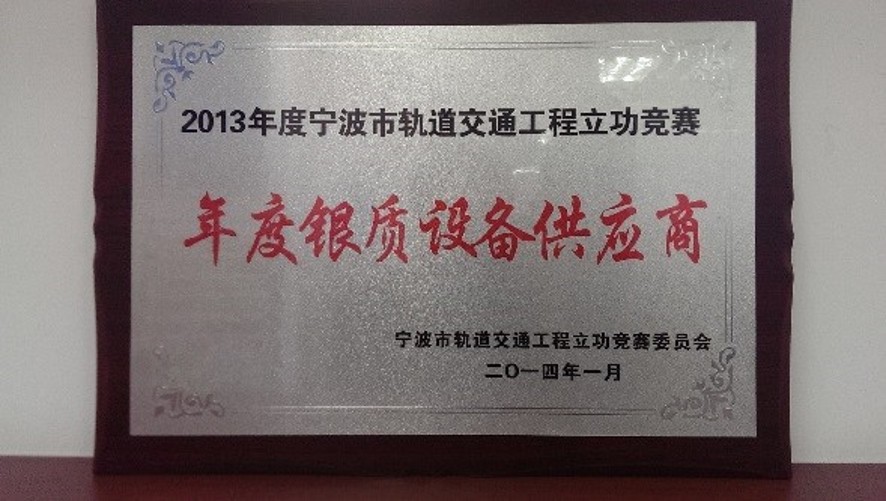 2013年度宁波市轨道交通工程立功竞赛
年度银质设备供应商
宁波市轨道交通工程立功竞赛委员会
二〇一四年一月